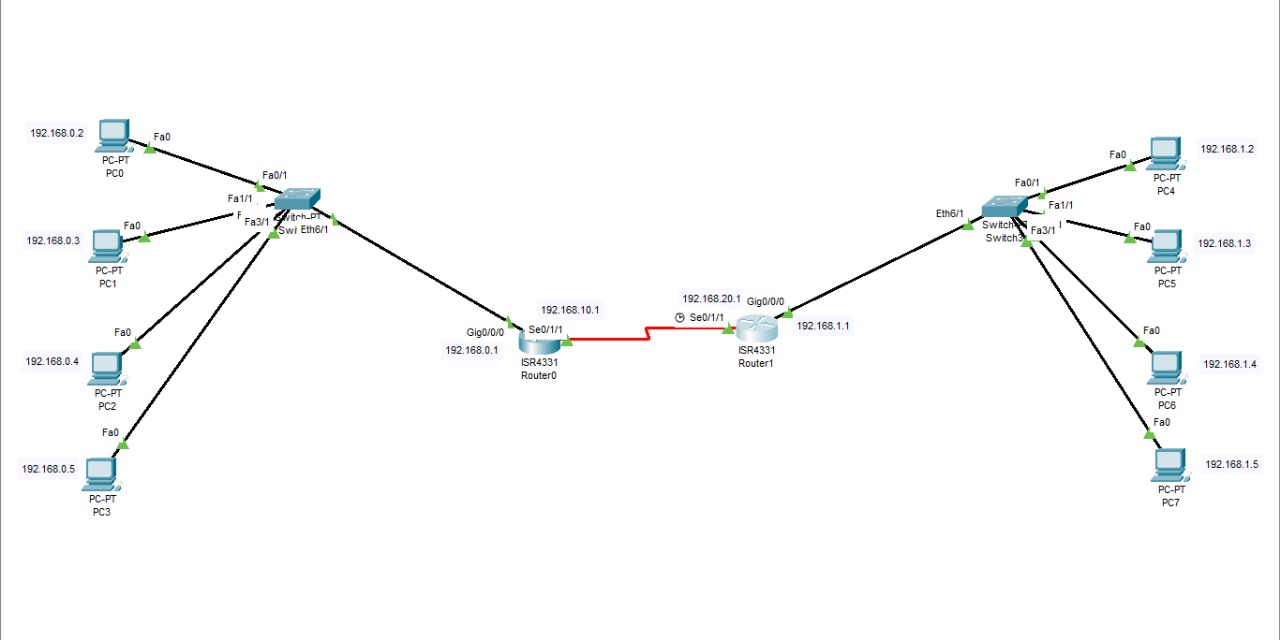 192.168.0.2
Fa0
PC-PT
PC0
Fa0/1
Fa1/1
192.168.0.3
Fa0
PC-PT
PC1
Fa3/1
Eth6/1
Fa0
192.168.0.4
PC-PT
PC2
Fa0
192.168.0.5
PC-PT
PC3
192.168.10.1
Gig0/0/0
Se0/1/1
192.168.0.1
ISR4331
Router0
192.168.20.1
Gig0/0/0
Se0/1/1
192.168.1.1
ISR4331
Router1
Fa0
192.168.1.2
PC-PT
PC4
Fa0/1
Fa1/1
Eth6/1
Switch
Fa3/1
Switch3
Fa0
192.168.1.3
PC-PT
PC5
Fa0
192.168.1.4
PC-PT
PC6
Fa0
192.168.1.5
PC-PT
PC7